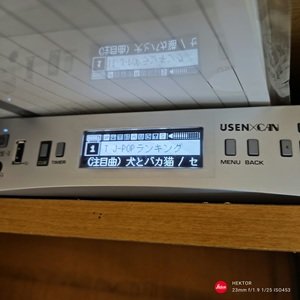 USEN CAN
1 I J-POPランキング
(注目曲) 犬とバカ猫 / セ
TIMER
MENU BACK
HEKTOR
23mm f/1.9 1/25 ISO453